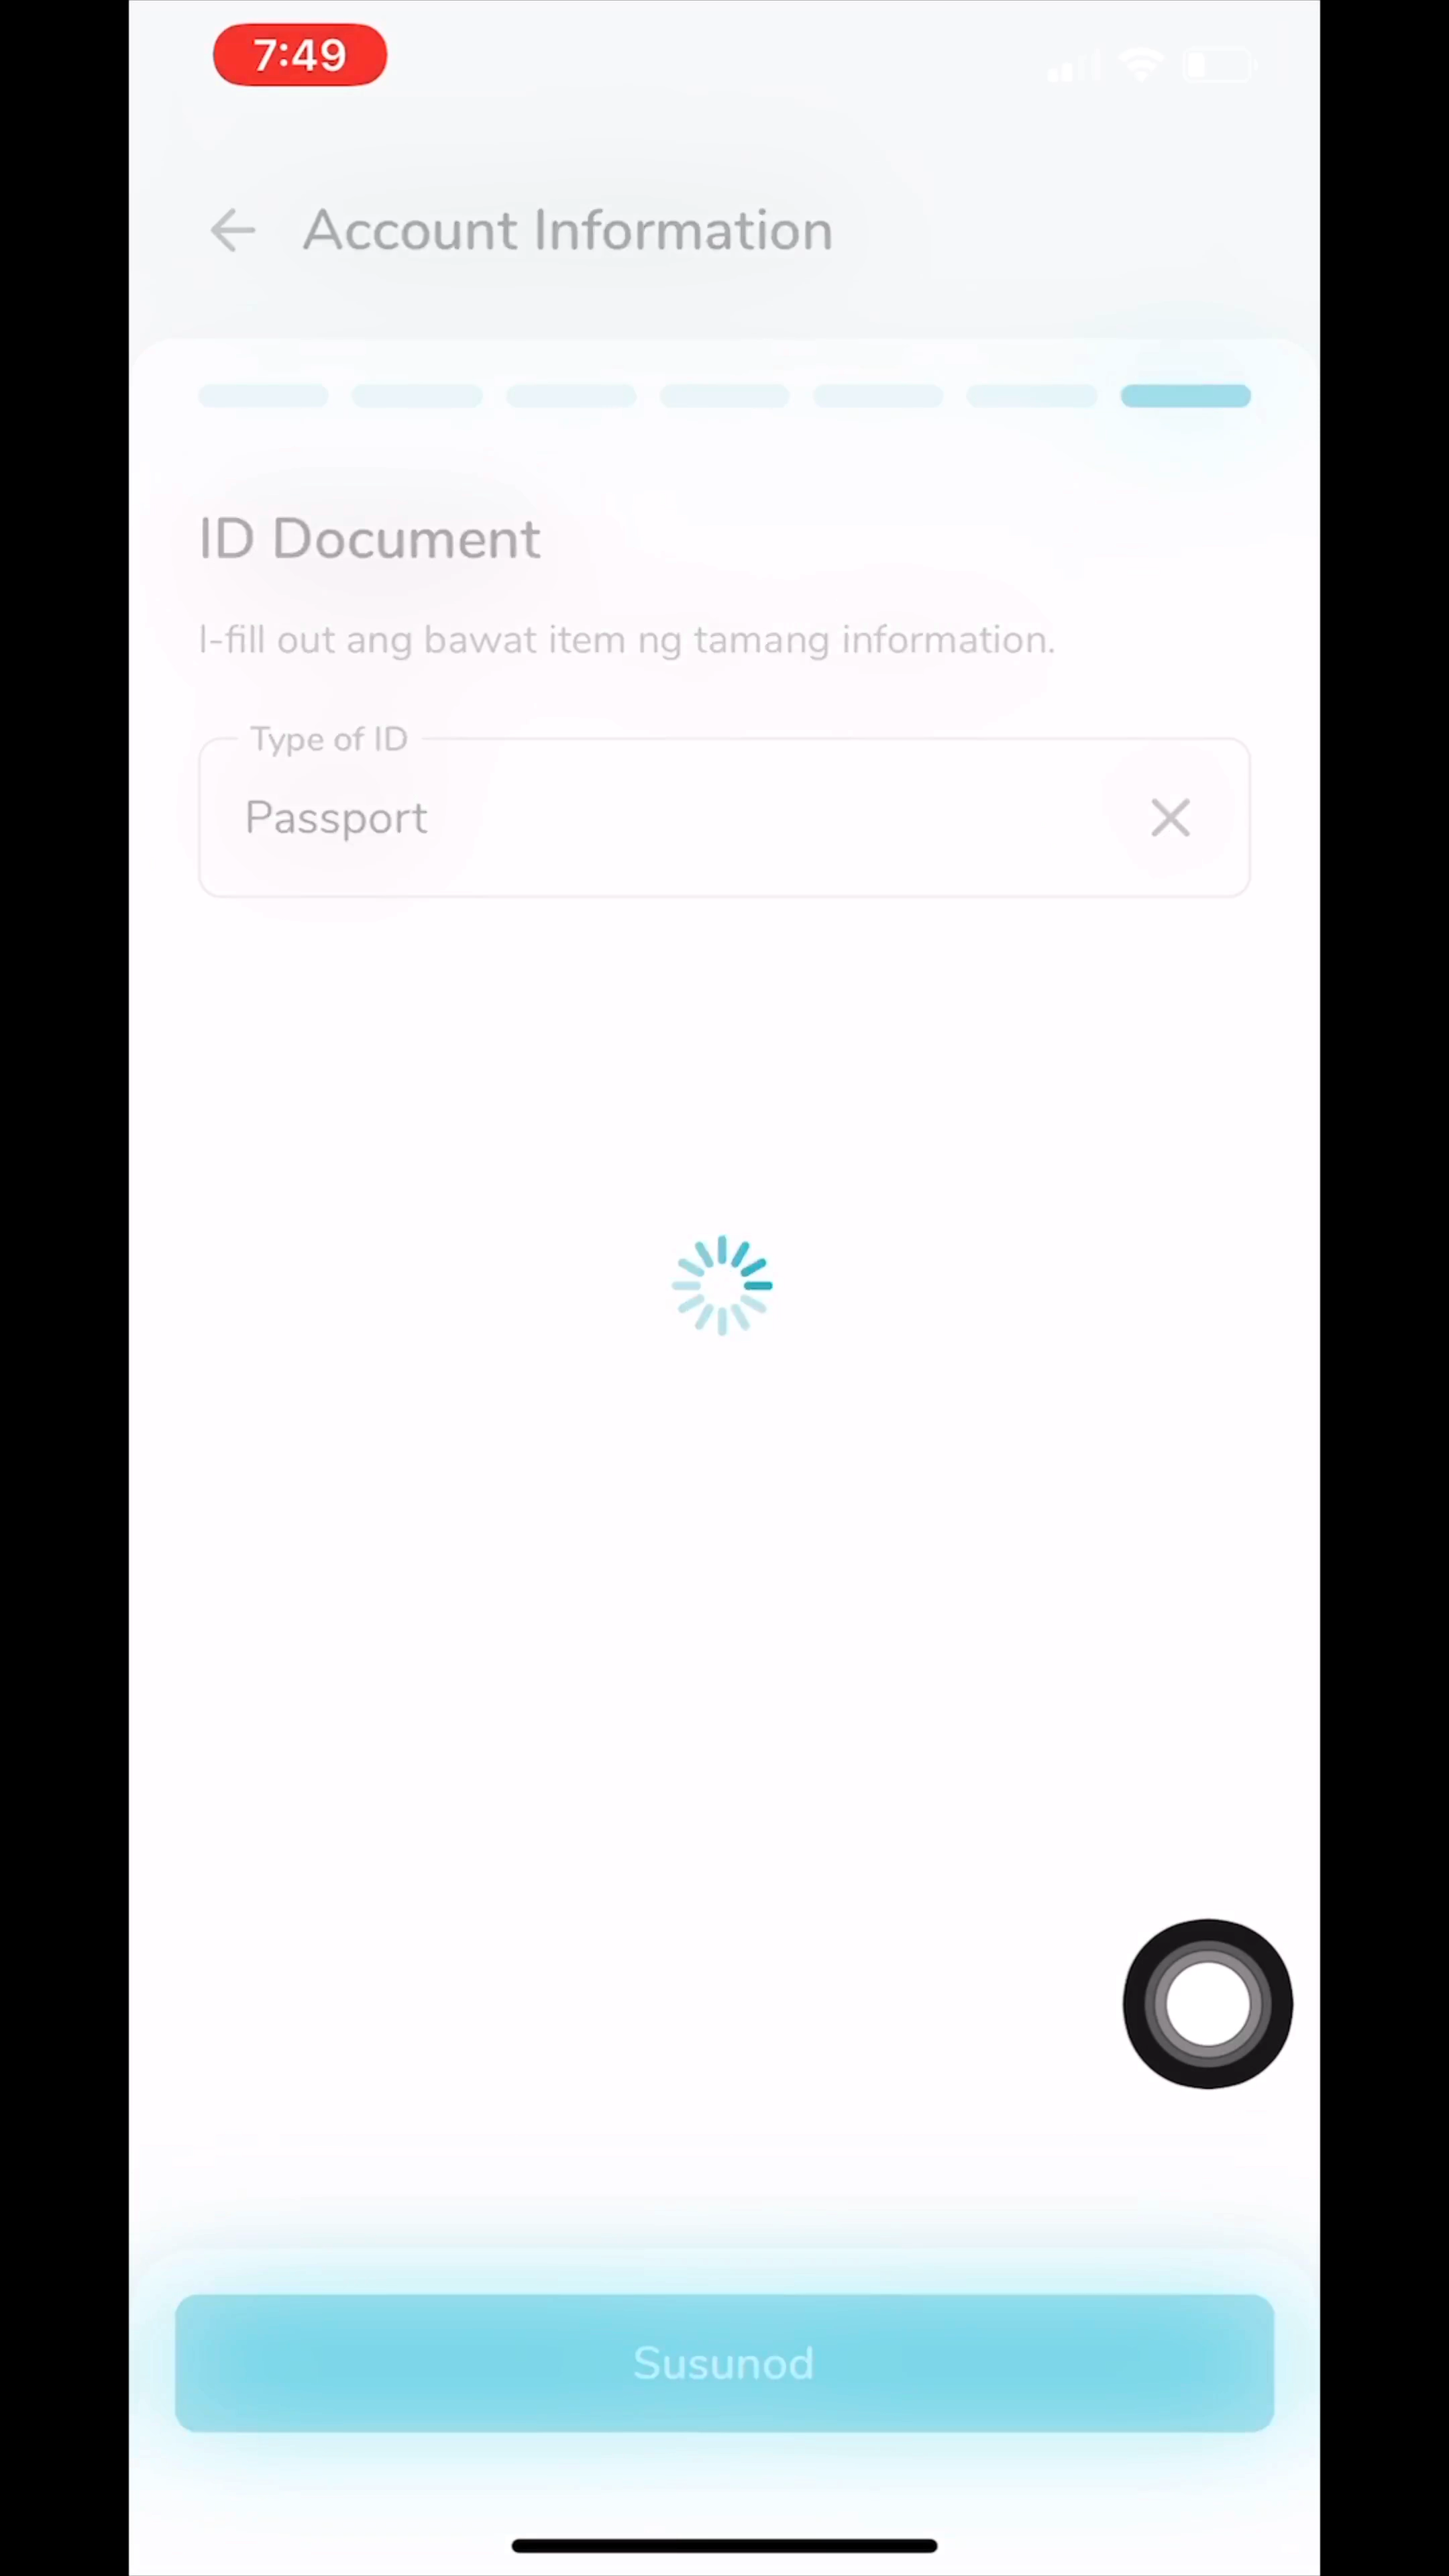 7:49
Account Information
ID Document
I-fill out ang bawat item ng tamang information.
Type of ID
Passport
Susunod